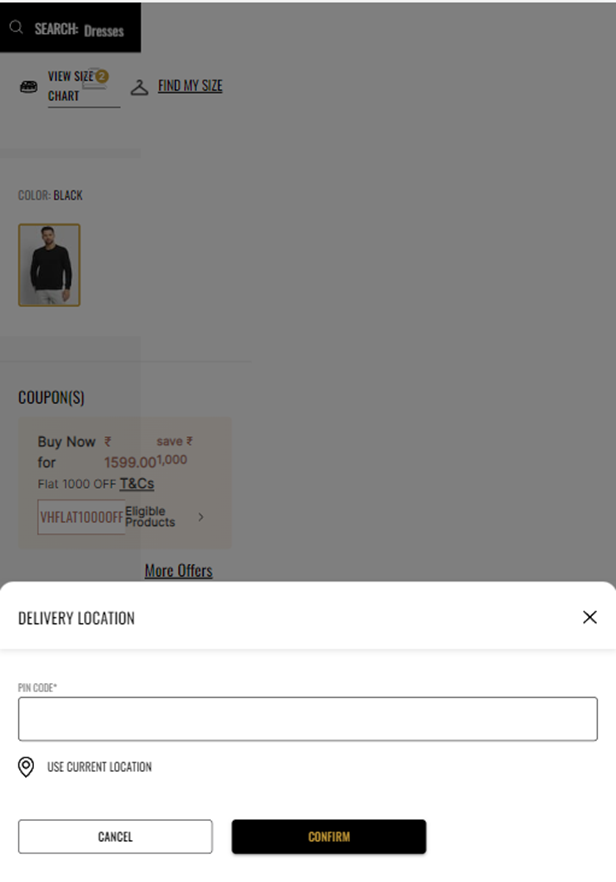 SEARCH: Dresses
VIEW SIZE 2
CHART
FIND MY SIZE
COLOR: BLACK
COUPON(S)
Buy Now ₹ save ₹
for 1599.00 1,000
Flat 1000 OFF T&Cs
VHFLAT1000OFF Eligible
Products
More Offers
DELIVERY LOCATION
PIN CODE*
USE CURRENT LOCATION
CANCEL CONFIRM